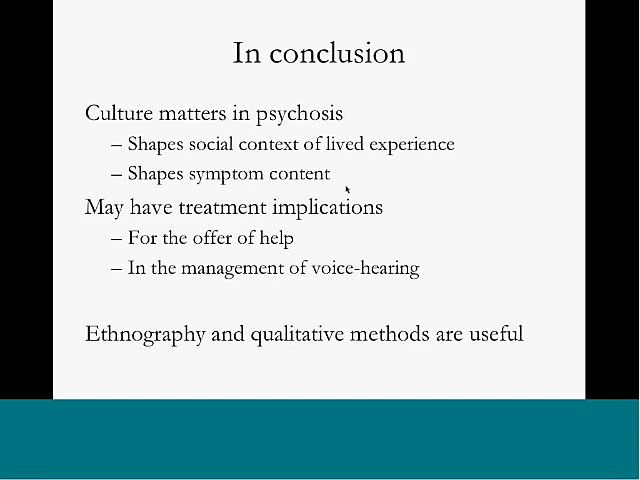 In conclusion
Culture matters in psychosis
– Shapes social context of lived experience
– Shapes symptom content
May have treatment implications
– For the offer of help
– In the management of voice-hearing
Ethnography and qualitative methods are useful